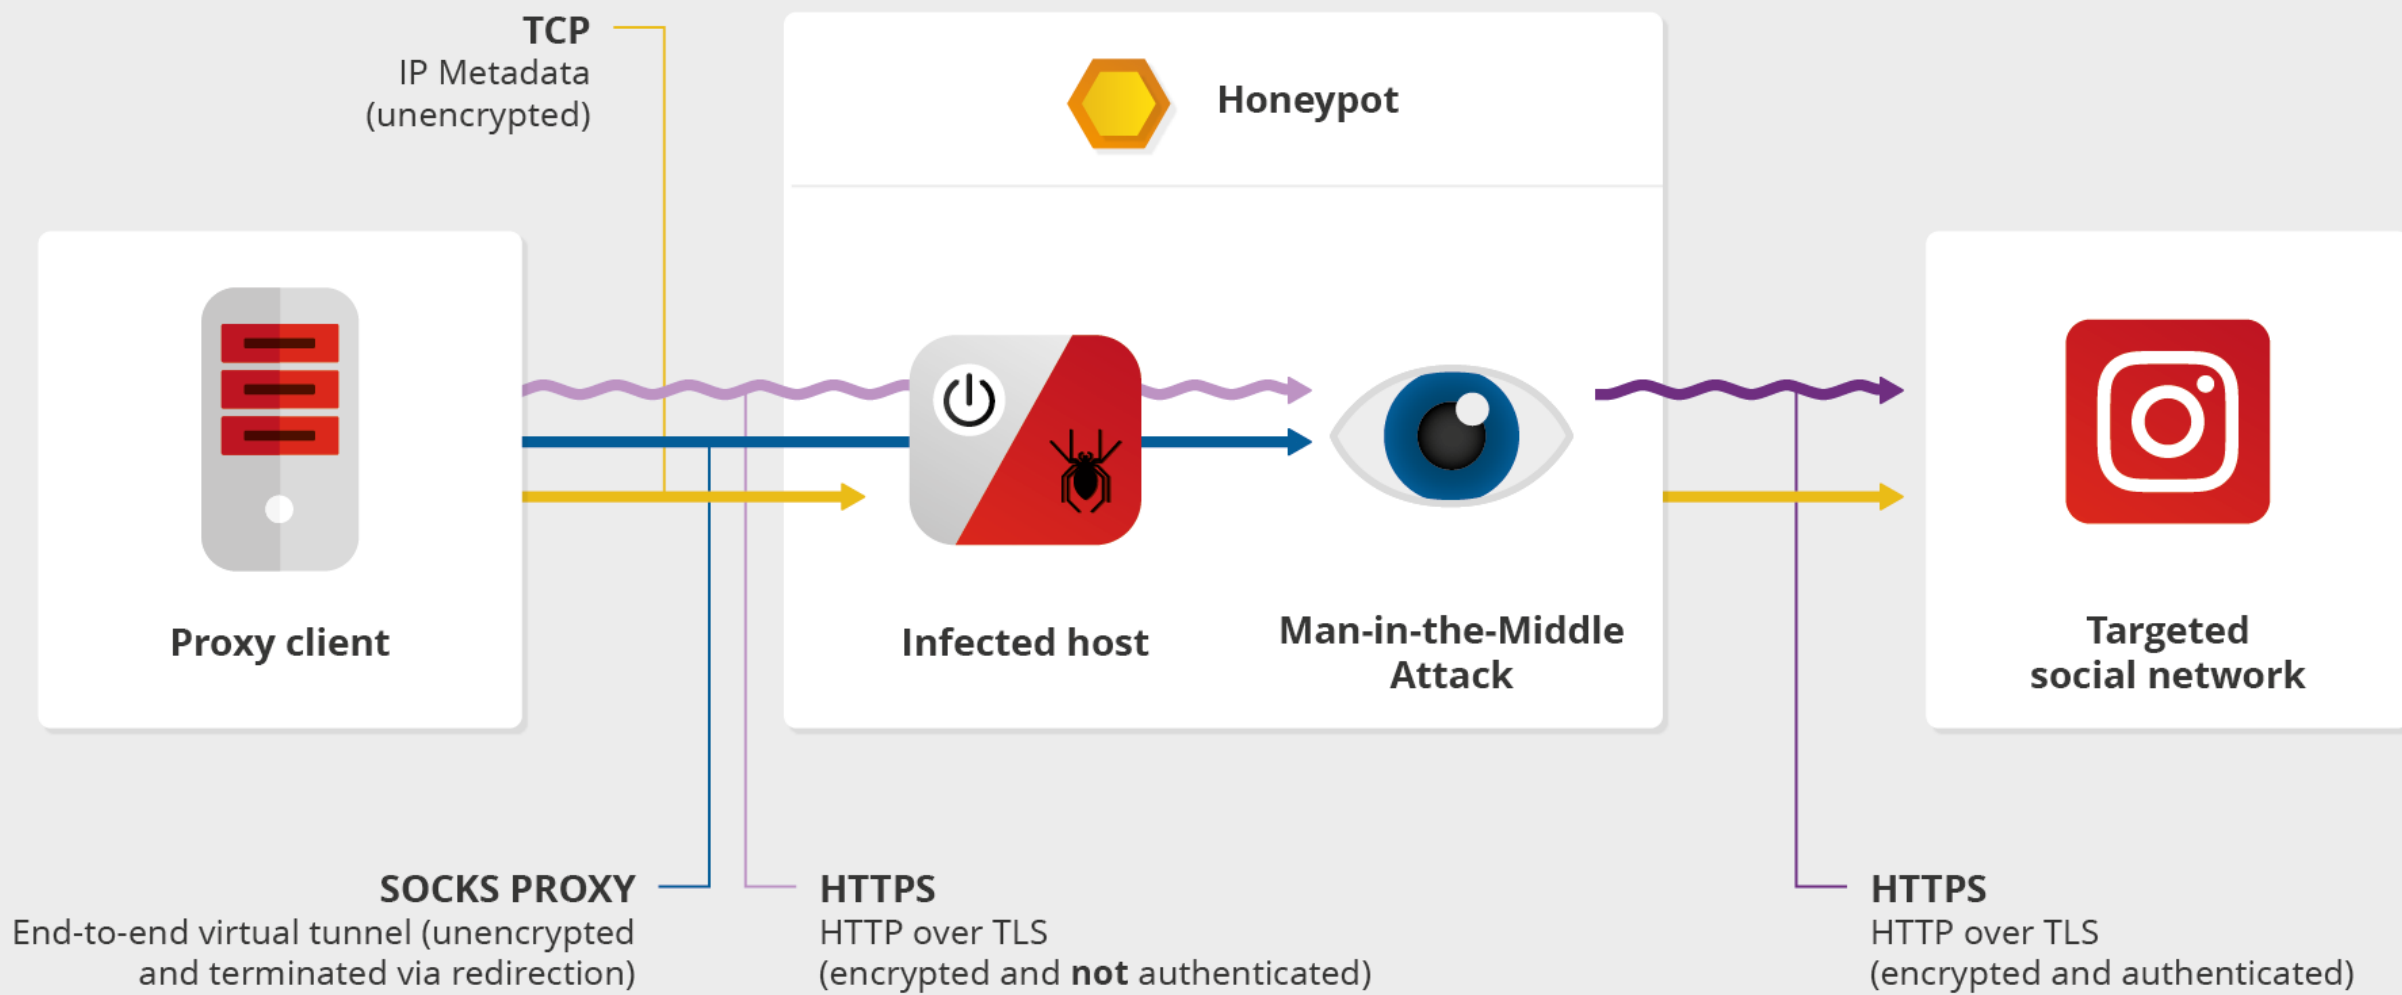 TCP
IP Metadata
(unencrypted)
Honeypot
Proxy client
Infected host
Man-in-the-Middle
Attack
Targeted
social network
SOCKS PROXY
End-to-end virtual tunnel (unencrypted
and terminated via redirection)
HTTPS
HTTP over TLS
(encrypted and not authenticated)
HTTPS
HTTP over TLS
(encrypted and authenticated)